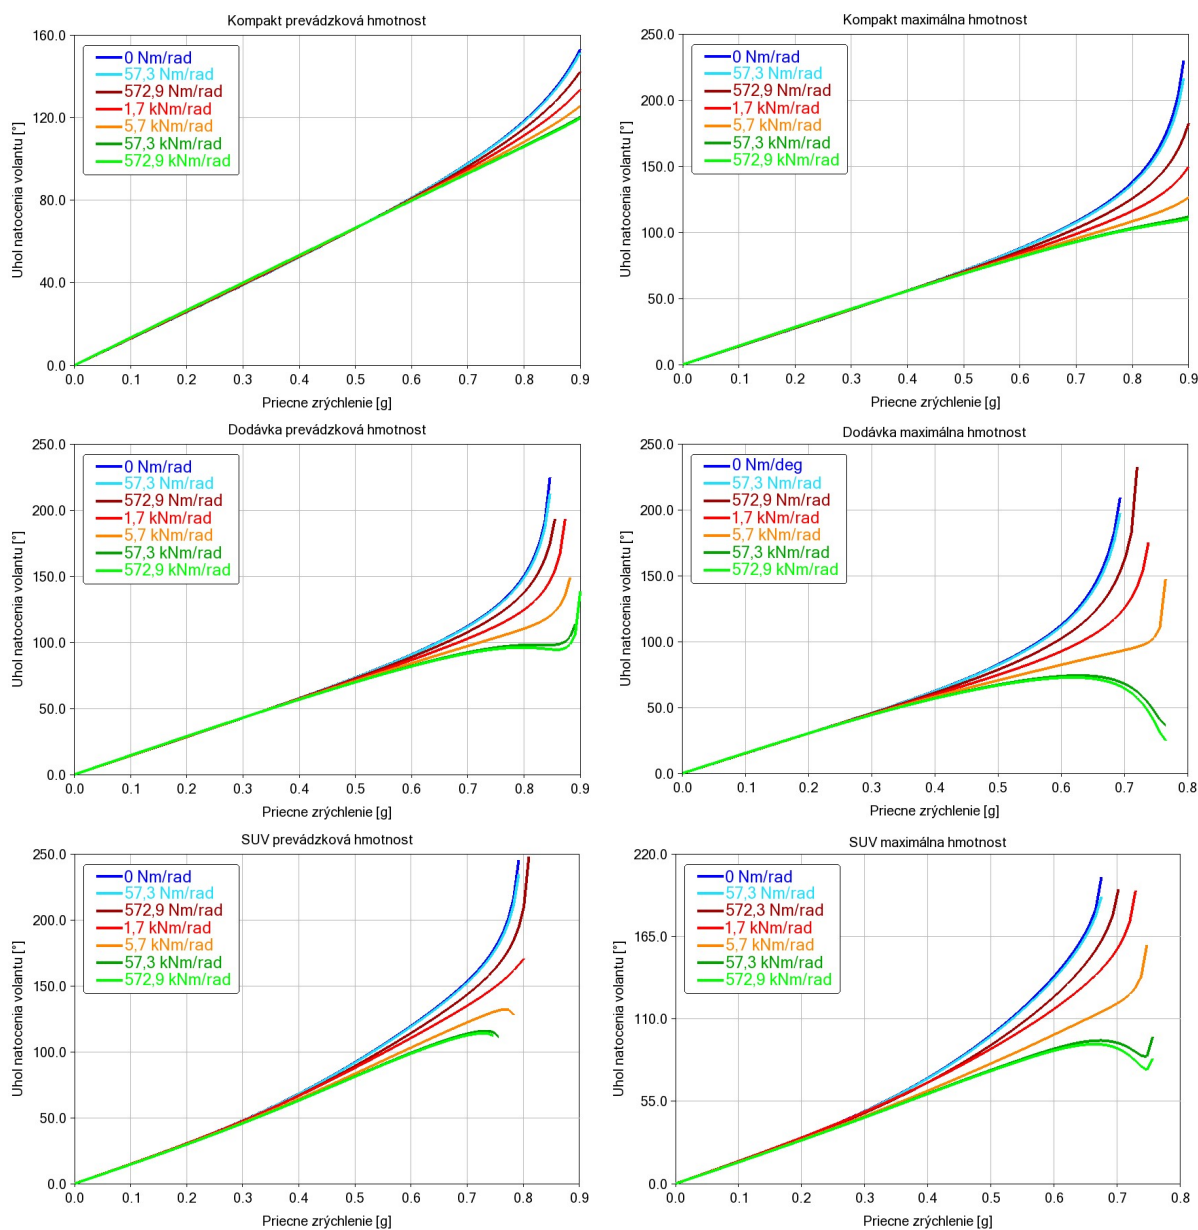 Kompakt prevádzková hmotnost
160.0
120.0
80.0
40.0
0.0
Uhol natocenia volantu [°]
0 Nm/rad
57,3 Nm/rad
572,9 Nm/rad
1,7 kNm/rad
5,7 kNm/rad
57,3 kNm/rad
572,9 kNm/rad
0.0 0.1 0.2 0.3 0.4 0.5 0.6 0.7 0.8 0.9
Priecne zrýchlenie [g]
Kompakt maximálna hmotnost
250.0
200.0
150.0
100.0
50.0
0.0
Uhol natocenia volantu [°]
0 Nm/rad
57,3 Nm/rad
572,9 Nm/rad
1,7 kNm/rad
5,7 kNm/rad
57,3 kNm/rad
572,9 kNm/rad
0.0 0.1 0.2 0.3 0.4 0.5 0.6 0.7 0.8 0.9
Priecne zrýchlenie [g]
Dodávka prevádzková hmotnost
250.0
200.0
150.0
100.0
50.0
0.0
Uhol natocenia volantu [°]
0 Nm/rad
57,3 Nm/rad
572,9 Nm/rad
1,7 kNm/rad
5,7 kNm/rad
57,3 kNm/rad
572,9 kNm/rad
0.0 0.1 0.2 0.3 0.4 0.5 0.6 0.7 0.8 0.9
Priecne zrýchlenie [g]
Dodávka maximálna hmotnost
250.0
200.0
150.0
100.0
50.0
0.0
Uhol natocenia volantu [°]
0 Nm/deg
57,3 Nm/rad
572,9 Nm/rad
1,7 kNm/rad
5,7 kNm/rad
57,3 kNm/rad
572,9 kNm/rad
0.0 0.1 0.2 0.3 0.4 0.5 0.6 0.7 0.8
Priecne zrýchlenie [g]
SUV prevádzková hmotnost
250.0
200.0
150.0
100.0
50.0
0.0
Uhol natocenia volantu [°]
0 Nm/rad
57,3 Nm/rad
572,9 Nm/rad
1,7 kNm/rad
5,7 kNm/rad
57,3 kNm/rad
572,9 kNm/rad
0.0 0.1 0.2 0.3 0.4 0.5 0.6 0.7 0.8 0.9
Priecne zrýchlenie [g]
SUV maximálna hmotnost
220.0
165.0
110.0
55.0
0.0
Uhol natocenia volantu [°]
0 Nm/rad
57,3 Nm/rad
572,3 Nm/rad
1,7 kNm/rad
5,7 kNm/rad
57,3 kNm/rad
572,9 kNm/rad
0.0 0.1 0.2 0.3 0.4 0.5 0.6 0.7 0.8
Priecne zrýchlenie [g]